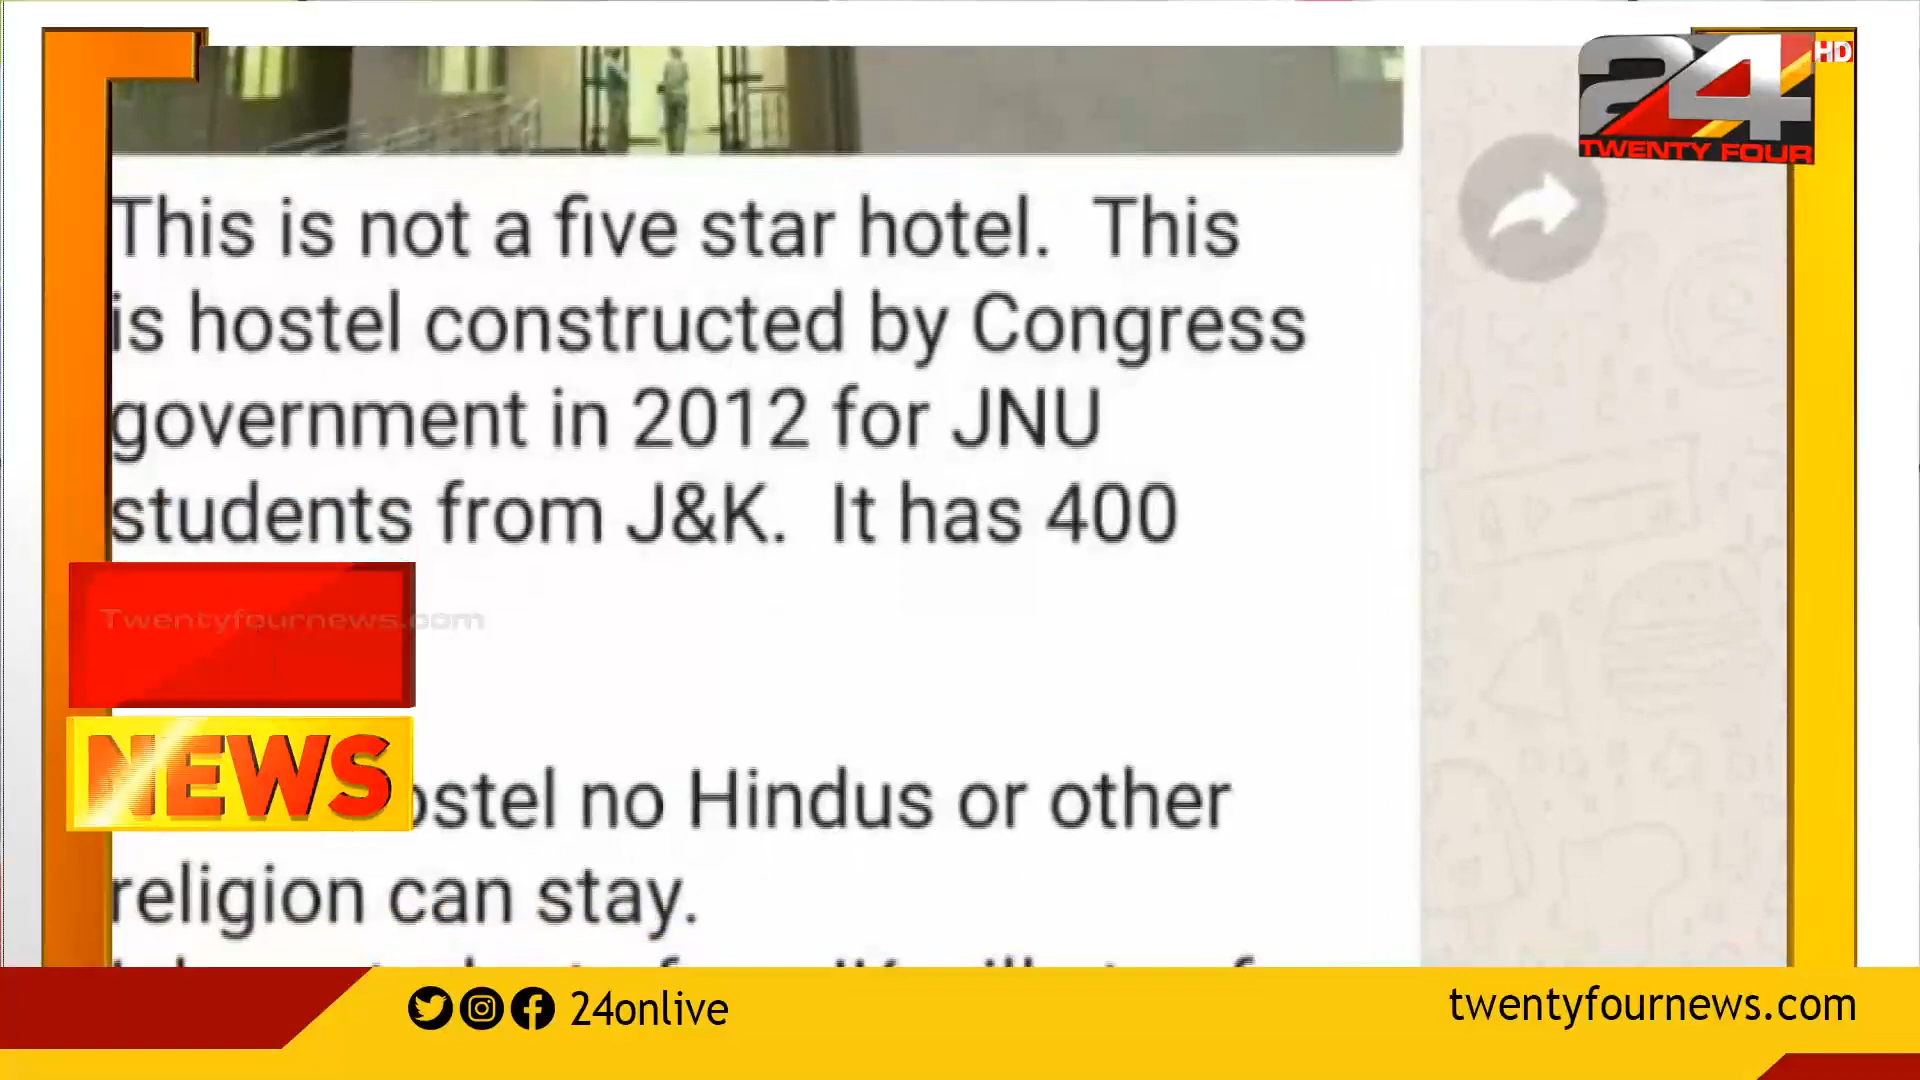 24
HD
TWENTY FOUR
This is not a five star hotel. This
is hostel constructed by Congress
government in 2012 for JNU
students from J&K. It has 400
Twentyfournews.com
NEWS
ostel no Hindus or other
religion can stay.
24onlive
twentyfournews.com